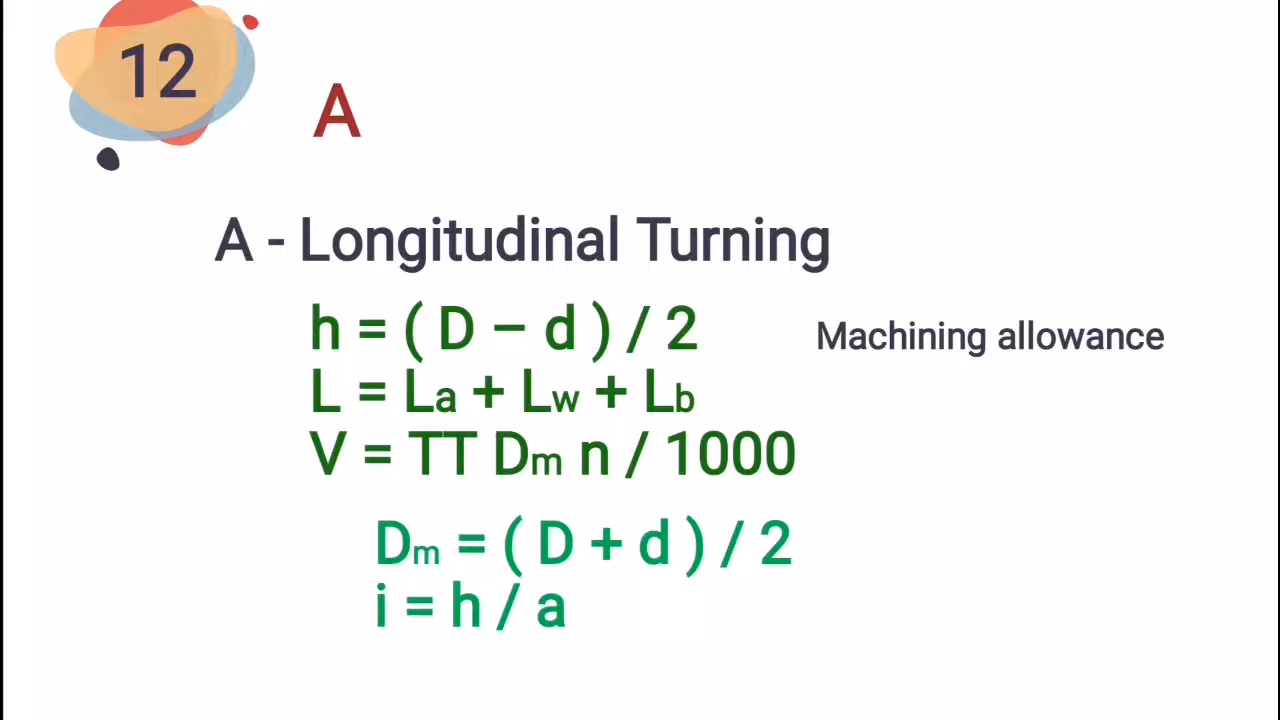 12
A
A - Longitudinal Turning
h = ( D – d ) / 2 Machining allowance
L = La + Lw + Lb
V = TT Dm n / 1000
Dm = ( D + d ) / 2
i = h / a